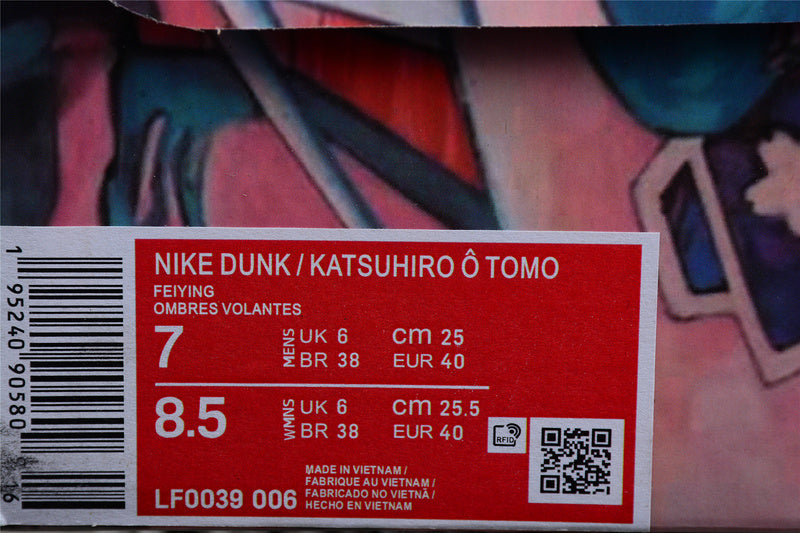 NIKE DUNK / KATSUHIRO Ô TOMO
FEIYING
OMBRES VOLANTES
7 MENS UK 6 cm 25
BR 38 EUR 40
8.5 WMNS UK 6 cm 25.5
BR 38 EUR 40
RFID
MADE IN VIETNAM /
FABRIQUE AU VIETNAM /
FABRICADO NO VIETNÃ /
HECHO EN VIETNAM
LF0039 006
1 95240 90580